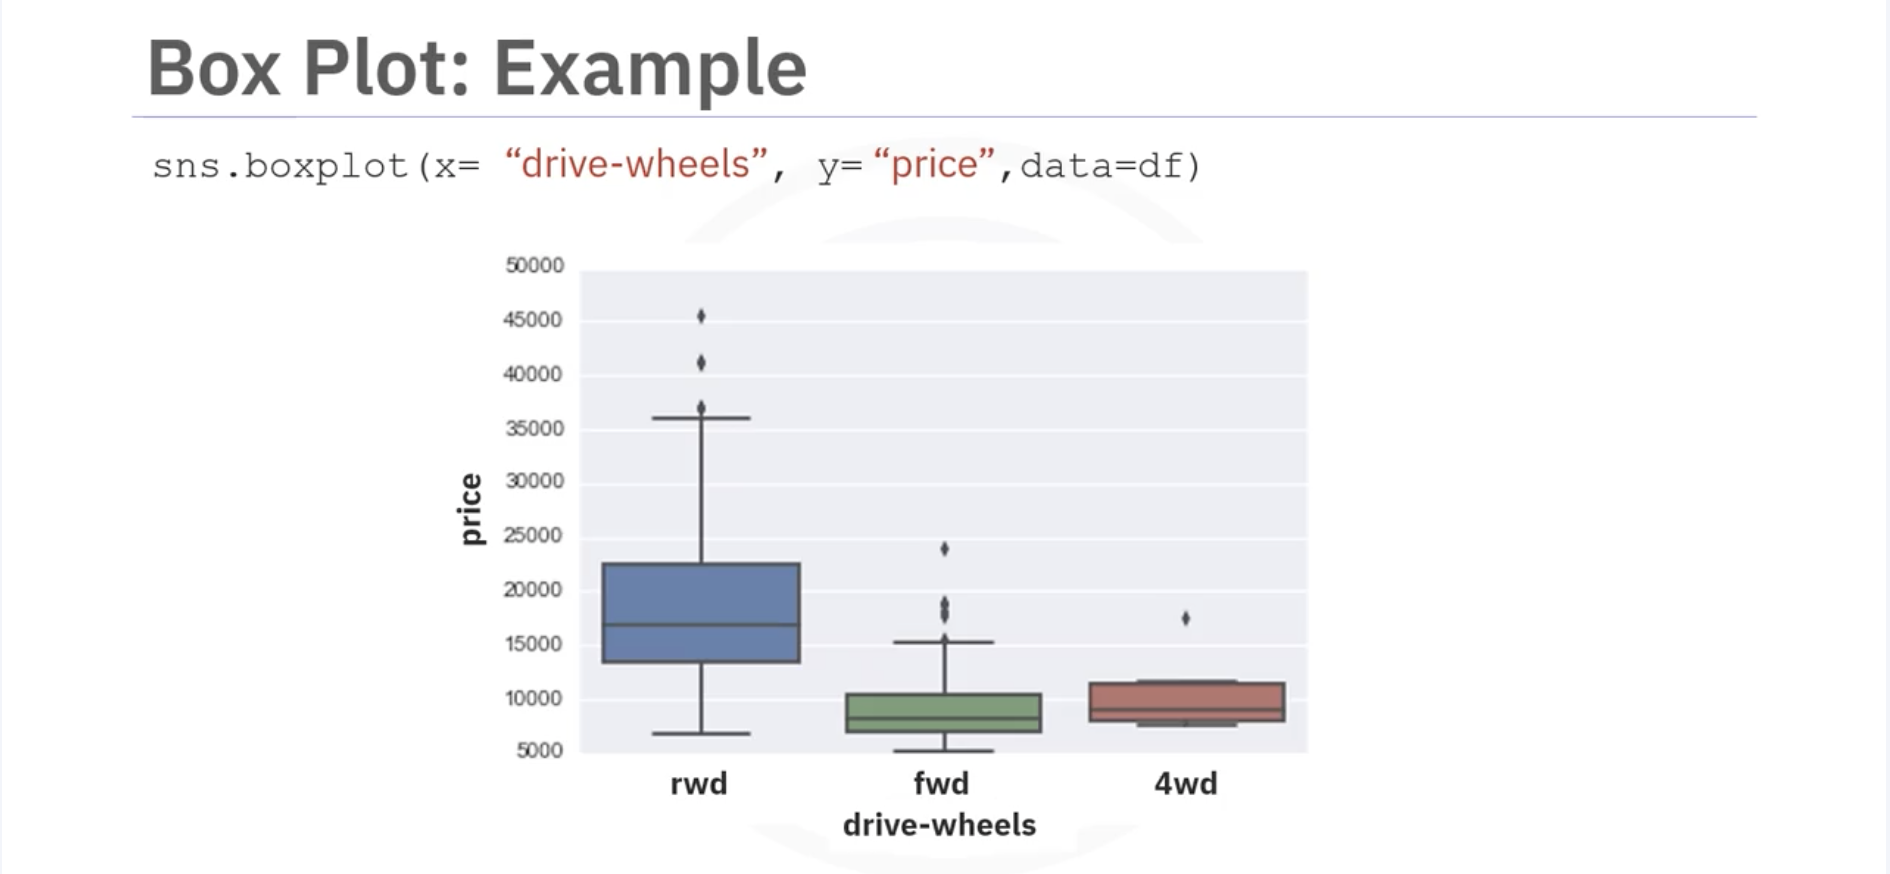 Box Plot: Example
sns.boxplot(x= “drive-wheels”, y= “price”,data=df)
50000
45000
40000
35000
30000
25000
20000
15000
10000
5000
price
rwd fwd 4wd
drive-wheels